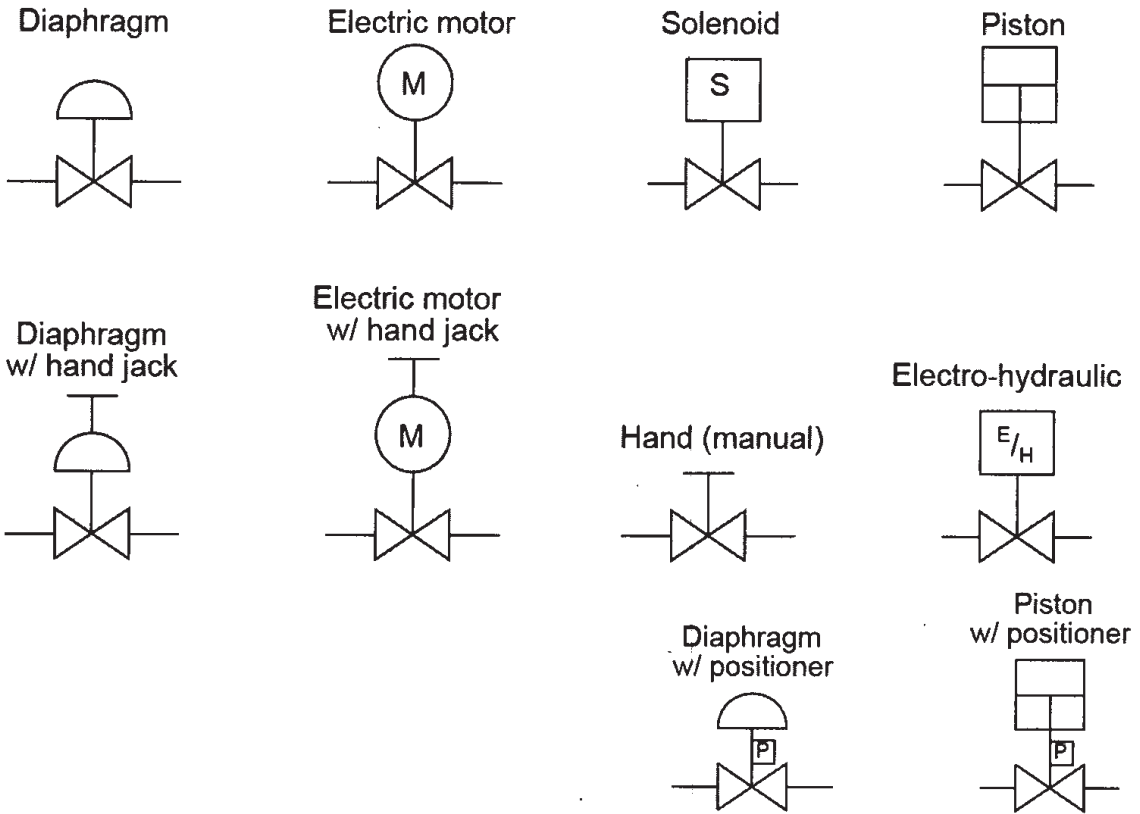 Diaphragm
Electric motor
Solenoid
Piston
M
S
Electric motor
w/ hand jack
Diaphragm
w/ hand jack
Electro-hydraulic
M
Hand (manual)
E/H
Piston
w/ positioner
Diaphragm
w/ positioner
P
P